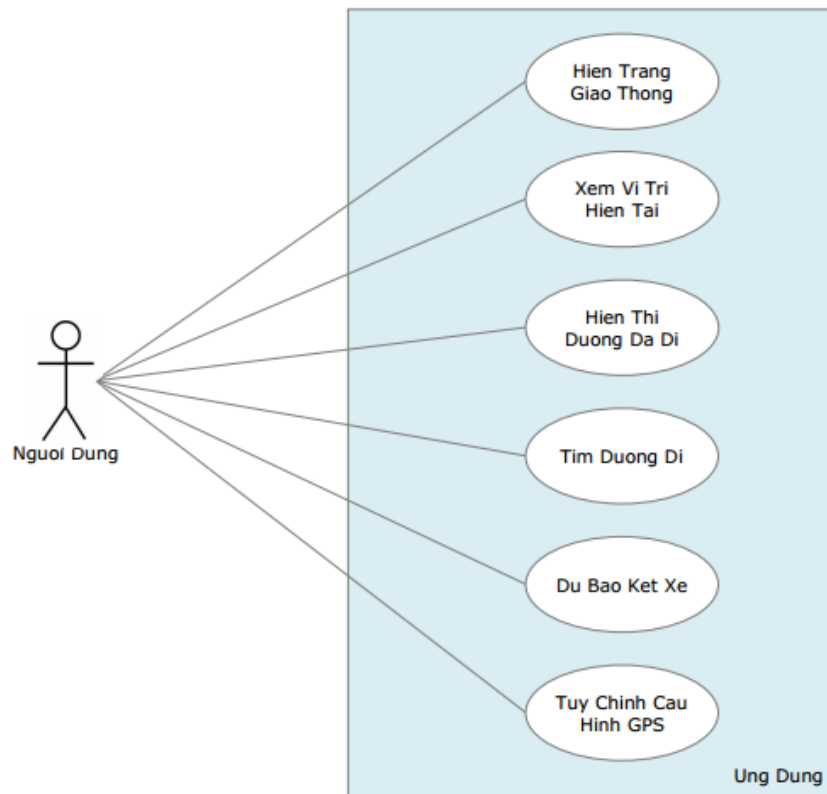 Hien Trang
Giao Thong
Xem Vi Tri
Hien Tai
Hien Thi
Duong Da Di
Nguoi Dung
Tim Duong Di
Du Bao Ket Xe
Tuy Chinh Cau
Hinh GPS
Ung Dung